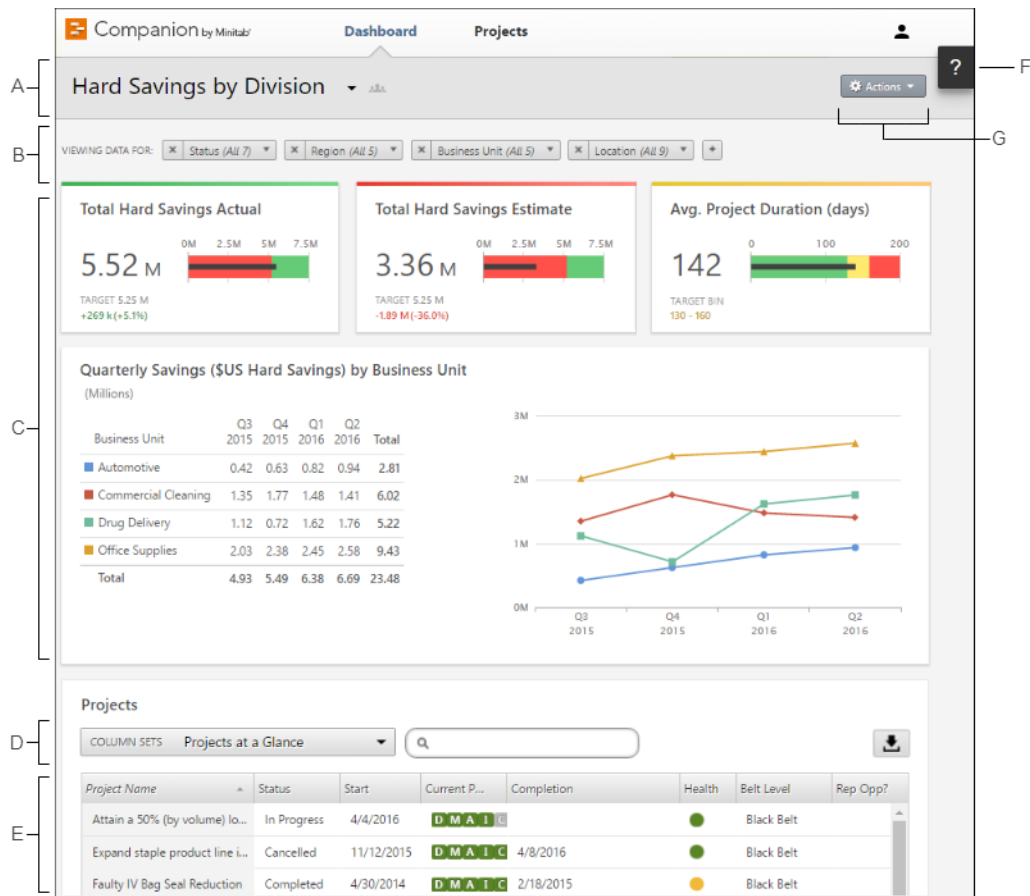 Companion by Minitab
Dashboard
Projects
A
Hard Savings by Division
Actions
?
F
G
B
VIEWING DATA FOR:
Status (All 7)
Region (All 5)
Business Unit (All 5)
Location (All 9)
+
C
Total Hard Savings Actual
0M 2.5M 5M 7.5M
5.52 M
TARGET 5.25 M
+269 k (+5.1%)
Total Hard Savings Estimate
0M 2.5M 5M 7.5M
3.36 M
TARGET 5.25 M
-1.89 M (-36.0%)
Avg. Project Duration (days)
0 100 200
142
TARGET BIN
130 - 160
Quarterly Savings ($US Hard Savings) by Business Unit
(Millions)
Q3 Q4 Q1 Q2
Business Unit 2015 2015 2016 2016 Total
Automotive 0.42 0.63 0.82 0.94 2.81
Commercial Cleaning 1.35 1.77 1.48 1.41 6.02
Drug Delivery 1.12 0.72 1.62 1.76 5.22
Office Supplies 2.03 2.38 2.45 2.58 9.43
Total 4.93 5.49 6.38 6.69 23.48
3M
2M
1M
0M
Q3 Q4 Q1 Q2
2015 2015 2016 2016
Projects
D
COLUMN SETS Projects at a Glance
E
Project Name Status Start Current P... Completion Health Belt Level Rep Opp?
Attain a 50% (by volume) lo... In Progress 4/4/2016 D M A I C Black Belt
Expand staple product line i... Cancelled 11/12/2015 D M A I C 4/8/2016 Black Belt
Faulty IV Bag Seal Reduction Completed 4/30/2014 D M A I C 2/18/2015 Black Belt